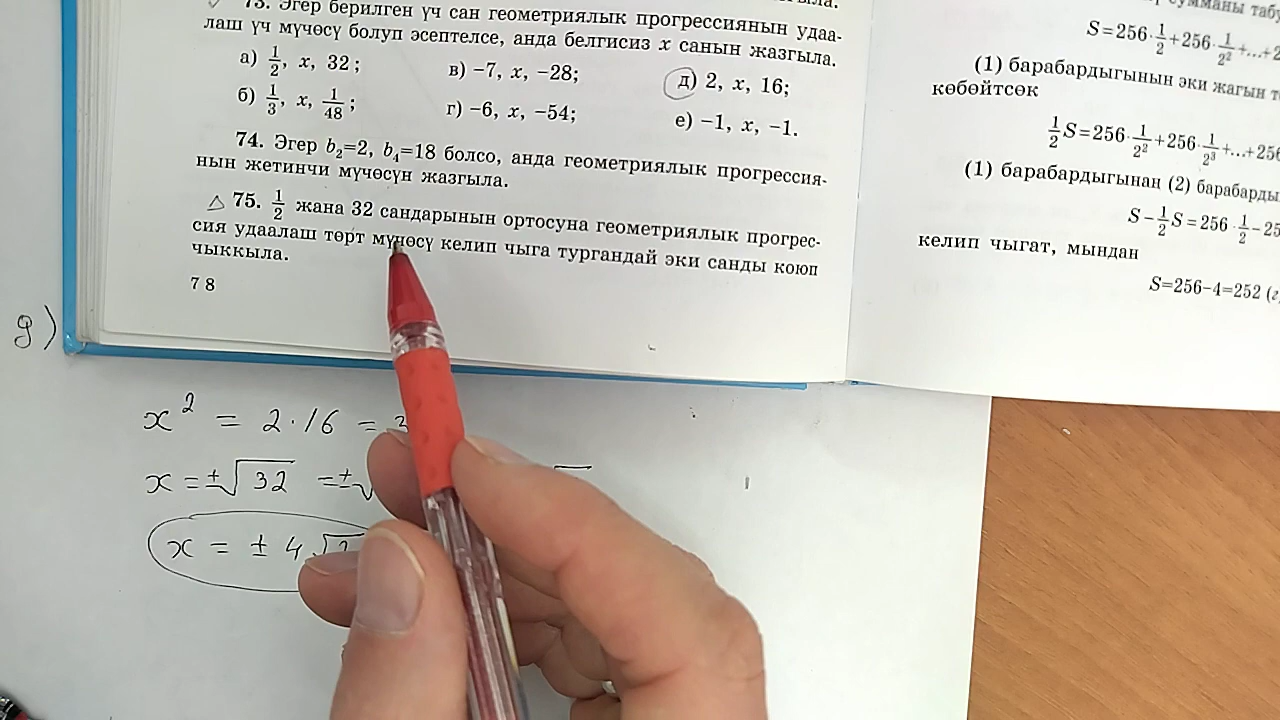 73. Эгер берилген үч сан геометриялык прогрессиянын удаа-
лаш үч мүчөсү болуп эсептелсе, анда белгисиз x санын жазгыла.
а) 1/2, x, 32; в) −7, x, −28; д) 2, x, 16;
б) 1/3, x, 1/48; г) −6, x, −54; е) −1, x, −1.
74. Эгер b₂=2, b₄=18 болсо, анда геометриялык прогрессия-
нын жетинчи мүчөсүн жазгыла.
△ 75. 1/2 жана 32 сандарынын ортосуна геометриялык прогрес-
сия удаалаш төрт мүчөсү келип чыга тургандай эки санды коюп
чыккыла.
78
S=256·1/2+256·1/2²+...+2
(1) барабардыгынын эки жагын
көбөйтсөк
1/2 S=256·1/2²+256·1/2³+...+256
(1) барабардыгынан (2)
S−1/2 S=256·1/2−25
келип чыгат, мындан
S=256−4=252
д)
x² = 2·16 =
x = ±√32 = ±√
x = ± 4√2